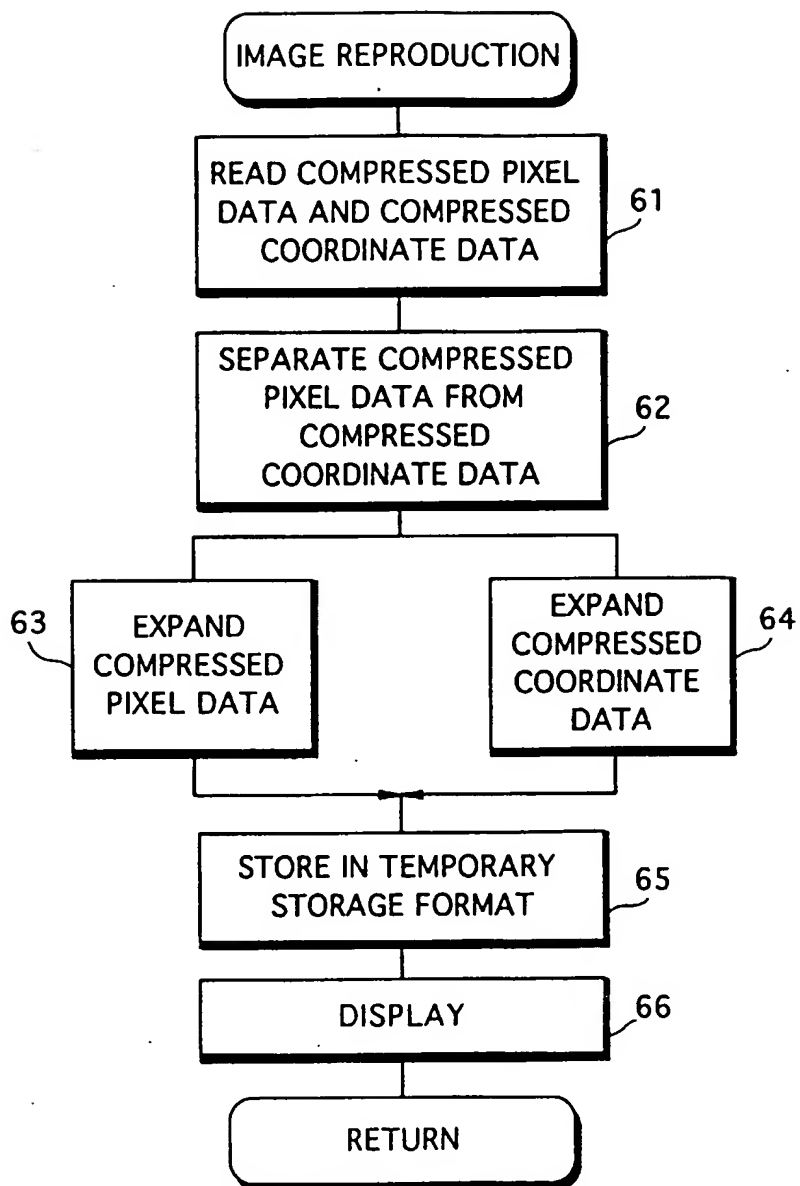 IMAGE REPRODUCTION
READ COMPRESSED PIXEL
DATA AND COMPRESSED
COORDINATE DATA
61
SEPARATE COMPRESSED
PIXEL DATA FROM
COMPRESSED
COORDINATE DATA
62
63
EXPAND
COMPRESSED
PIXEL DATA
EXPAND
COMPRESSED
COORDINATE
DATA
64
STORE IN TEMPORARY
STORAGE FORMAT
65
DISPLAY
66
RETURN